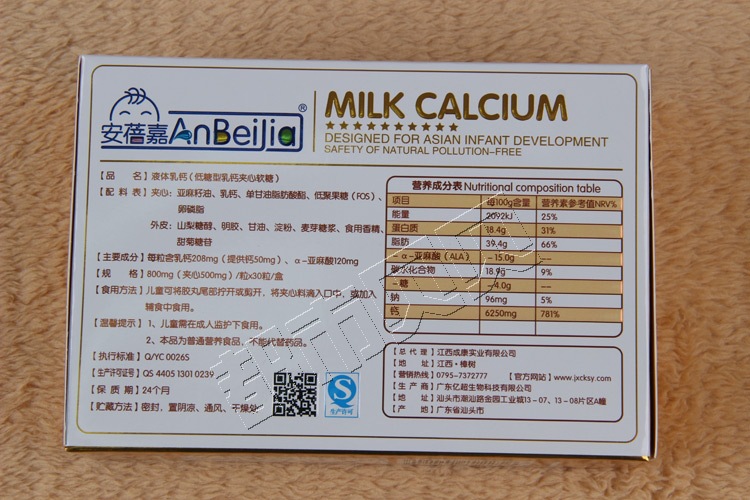 安蓓嘉 AnBeiJia ®
MILK CALCIUM
★★★★★★★★★★
DESIGNED FOR ASIAN INFANT DEVELOPMENT
SAFETY OF NATURAL POLLUTION-FREE
【品 名】液体乳钙(低糖型乳钙夹心软糖)
【配 料 表】夹心:亚麻籽油、乳钙、单甘油脂肪酸酯、低聚果糖(FOS)、
卵磷脂
外皮:山梨糖醇、明胶、甘油、淀粉、麦芽糖浆、食用香精、
甜菊糖苷
【主要成分】每粒含乳钙208mg(提供钙50mg)、α-亚麻酸120mg
【规 格】800mg(夹心500mg)/粒x30粒/盒
【食用方法】儿童可将胶丸尾部拧开或剪开,将夹心料滴入口中,或加入
辅食中食用。
【温馨提示】1、儿童需在成人监护下食用。
2、本品为普通营养食品,不能代替药品。
【执行标准】Q/YC 0026S
【生产许可证号】QS 4405 1301 0239
【保 质 期】24个月
【贮藏方法】密封,置阴凉、通风、干燥处
QS
生产许可
营养成分表 Nutritional composition table
项目 每100g含量 营养素参考值NRV%
能量 2092kJ 25%
蛋白质 18.4g 31%
脂肪 39.4g 66%
-α-亚麻酸(ALA) -15.0g —
碳水化合物 18.9g 9%
-糖 -4.0g —
钠 96mg 5%
钙 6250mg 781%
【总 代 理】江西成康实业有限公司
【地 址】江西·樟树
【营销热线】0795-7372777 【官方网站】www.jxcksy.com
【生 产 商】广东亿超生物科技有限公司
【地 址】汕头市潮汕路金园工业城13-07、13-08片区A幢
【产 地】广东省汕头市